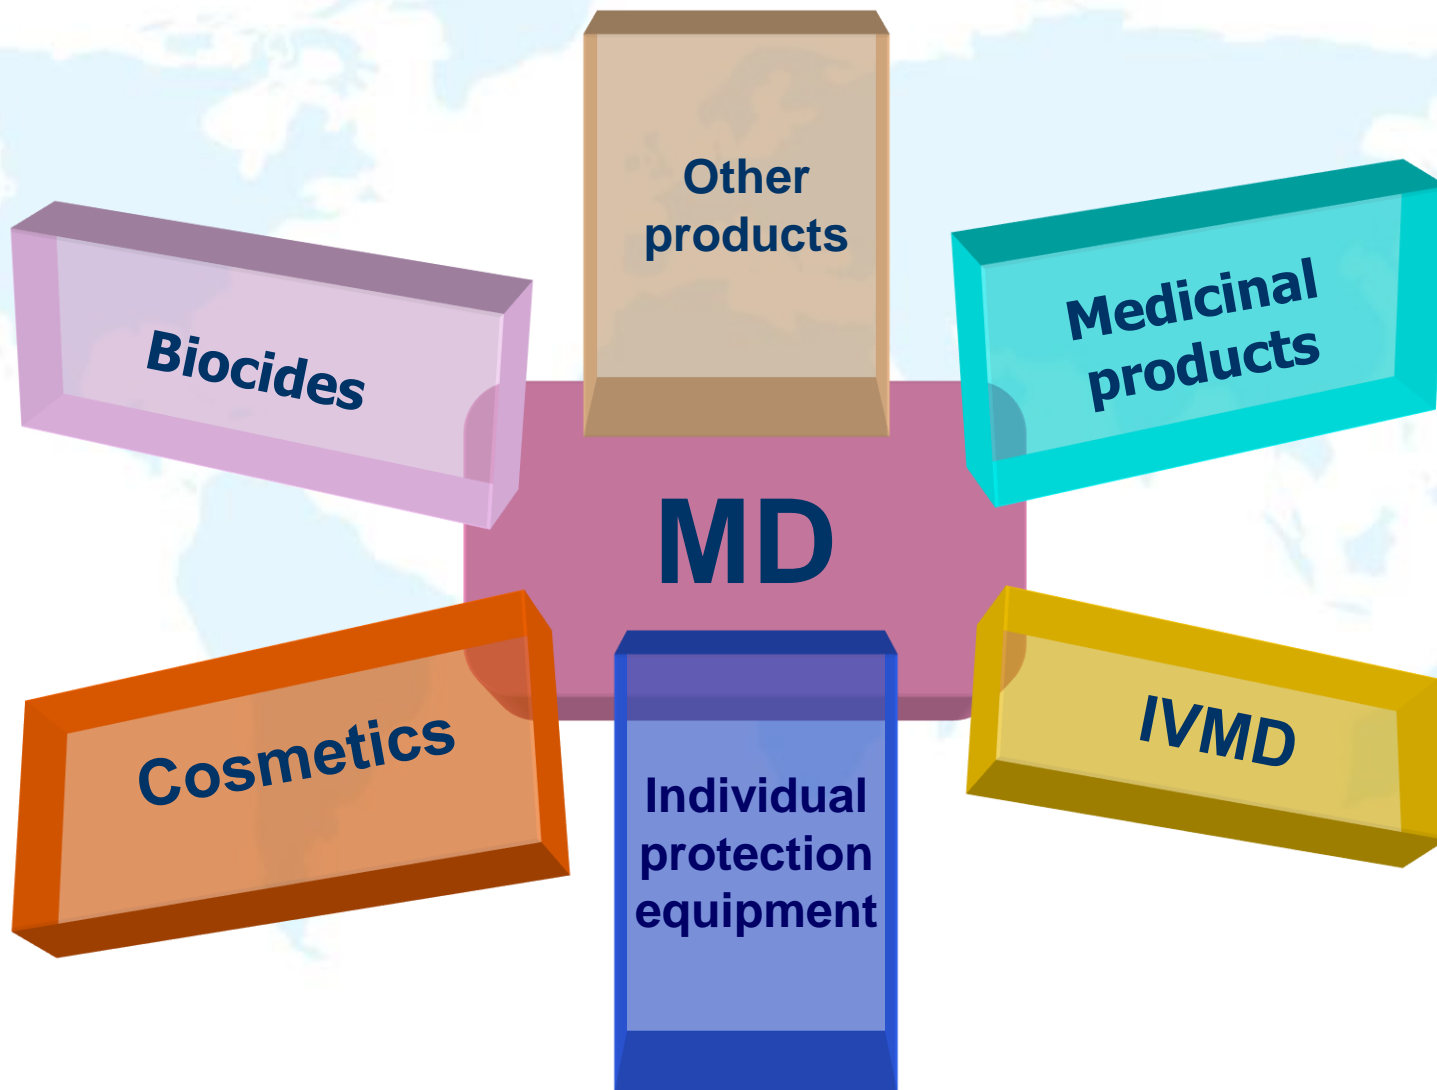 Other
products
Biocides
Medicinal
products
MD
Cosmetics
IVMD
Individual
protection
equipment